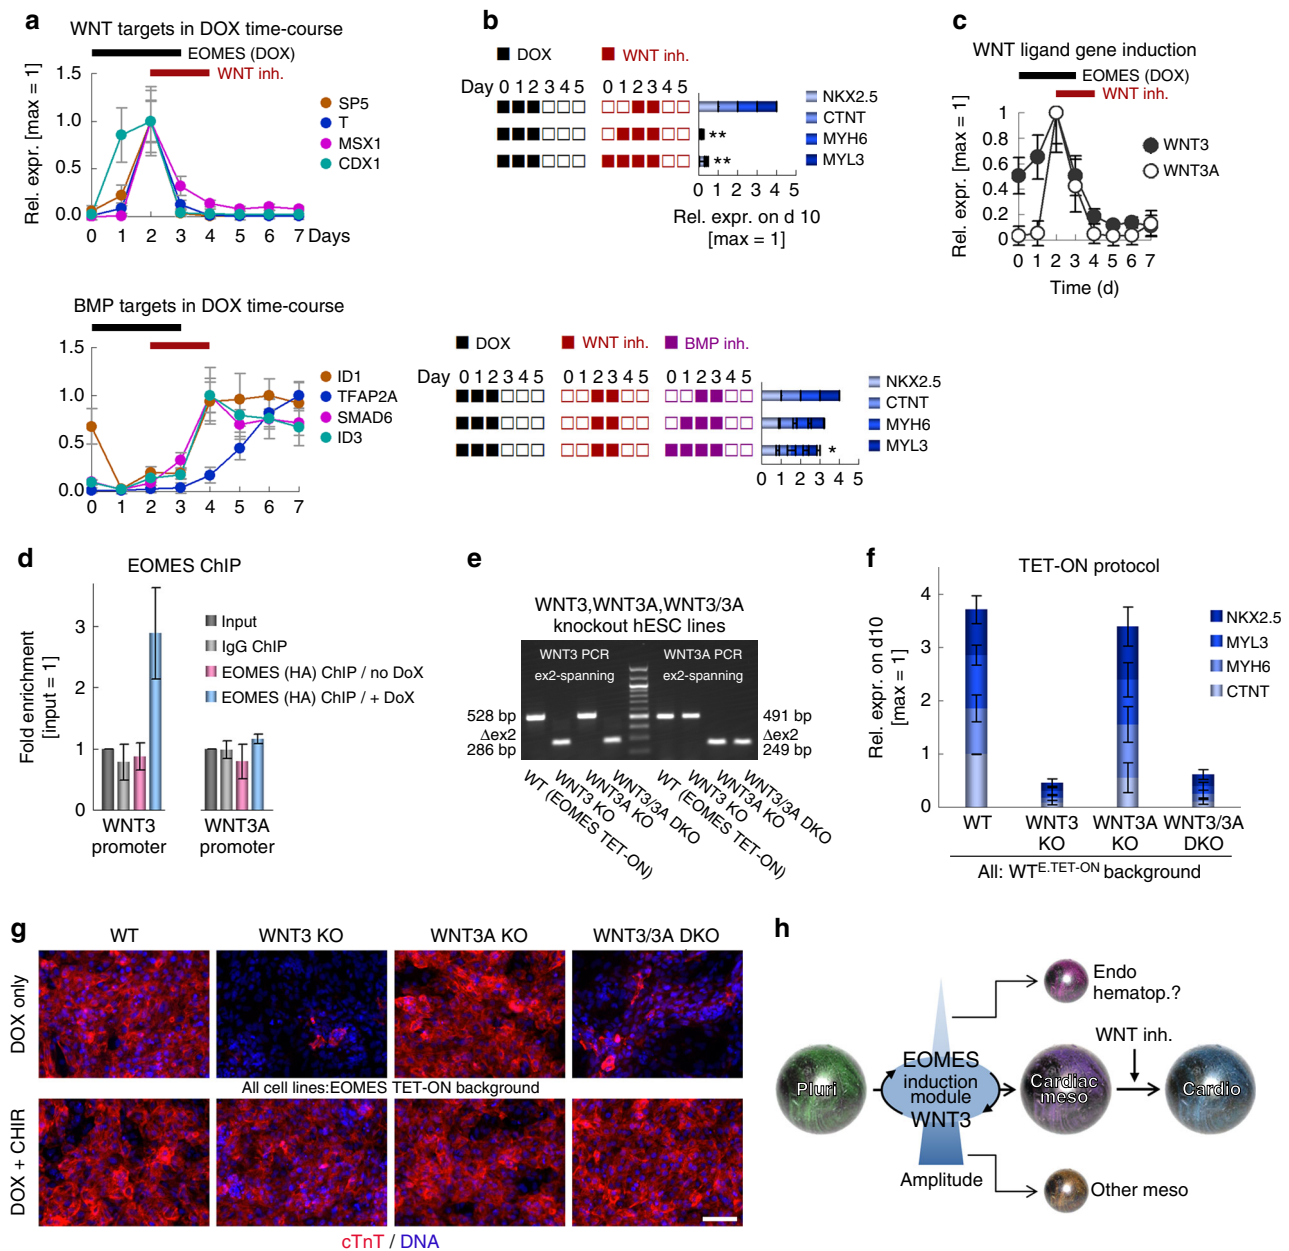 a
WNT targets in DOX time-course
EOMES (DOX)
WNT inh.
Rel. expr. [max = 1]
1.5
1.0
0.5
0.0
0 1 2 3 4 5 6 7 Days
SP5
T
MSX1
CDX1
BMP targets in DOX time-course
1.5
1.0
0.5
0.0
0 1 2 3 4 5 6 7
ID1
TFAP2A
SMAD6
ID3
b
DOX WNT inh.
Day 0 1 2 3 4 5 0 1 2 3 4 5
NKX2.5
CTNT
MYH6
MYL3
**
**
0 1 2 3 4 5
Rel. expr. on d 10
[max = 1]
DOX WNT inh. BMP inh.
Day 0 1 2 3 4 5 0 1 2 3 4 5 0 1 2 3 4 5
NKX2.5
CTNT
MYH6
MYL3
*
0 1 2 3 4 5
c
WNT ligand gene induction
EOMES (DOX)
WNT inh.
Rel. expr. [max = 1]
1
0.8
0.6
0.4
0.2
0
0 1 2 3 4 5 6 7
Time (d)
WNT3
WNT3A
d
EOMES ChIP
Fold enrichment
[input = 1]
3
2
1
0
Input
IgG ChIP
EOMES (HA) ChIP / no DoX
EOMES (HA) ChIP / + DoX
WNT3
promoter
WNT3A
promoter
e
WNT3,WNT3A,WNT3/3A
knockout hESC lines
WNT3 PCR
ex2-spanning
WNT3A PCR
ex2-spanning
528 bp
Δex2
286 bp
491 bp
Δex2
249 bp
WT (EOMES TET-ON)
WNT3 KO
WNT3A KO
WNT3/3A DKO
WT (EOMES TET-ON)
WNT3 KO
WNT3A KO
WNT3/3A DKO
f
TET-ON protocol
Rel. expr. on d10
[max = 1]
4
3
2
1
0
NKX2.5
MYL3
MYH6
CTNT
WT
WNT3
KO
WNT3A
KO
WNT3/3A
DKO
All: WTE.TET-ON background
g
WT WNT3 KO WNT3A KO WNT3/3A DKO
DOX only
All cell lines:EOMES TET-ON background
DOX + CHIR
cTnT / DNA
h
Endo
hematop.?
WNT inh.
Pluri
EOMES
induction
module
WNT3
Cardiac
meso
Cardio
Amplitude
Other meso